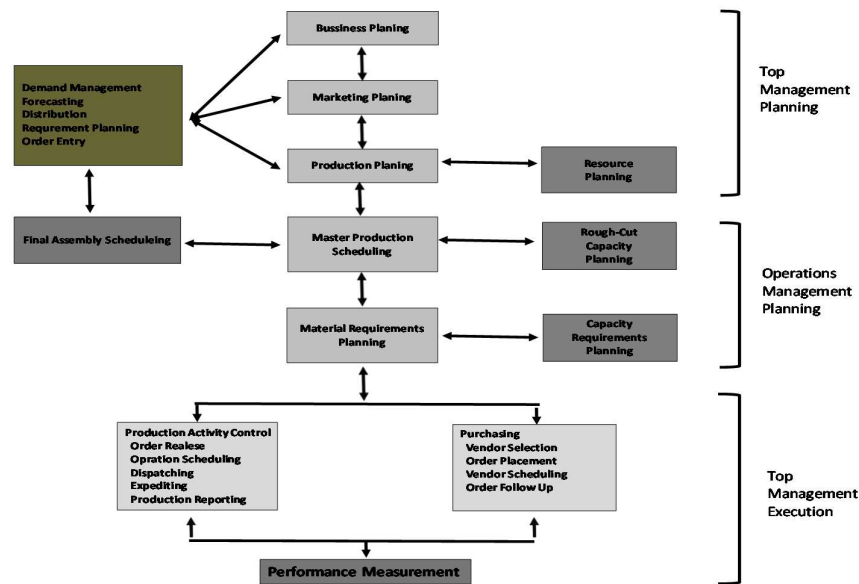 Bussiness Planing
Demand Management
Forecasting
Distribution
Requrement Planning
Order Entry
Marketing Planing
Production Planing
Resource
Planning
Top
Management
Planning
Final Assembly Scheduleing
Master Production
Scheduling
Rough-Cut
Capacity
Planning
Material Requirements
Planning
Capacity
Requirements
Planning
Operations
Management
Planning
Production Activity Control
Order Realese
Opration Scheduling
Dispatching
Expediting
Production Reporting
Purchasing
Vendor Selection
Order Placement
Vendor Scheduling
Order Follow Up
Top
Management
Execution
Performance Measurement